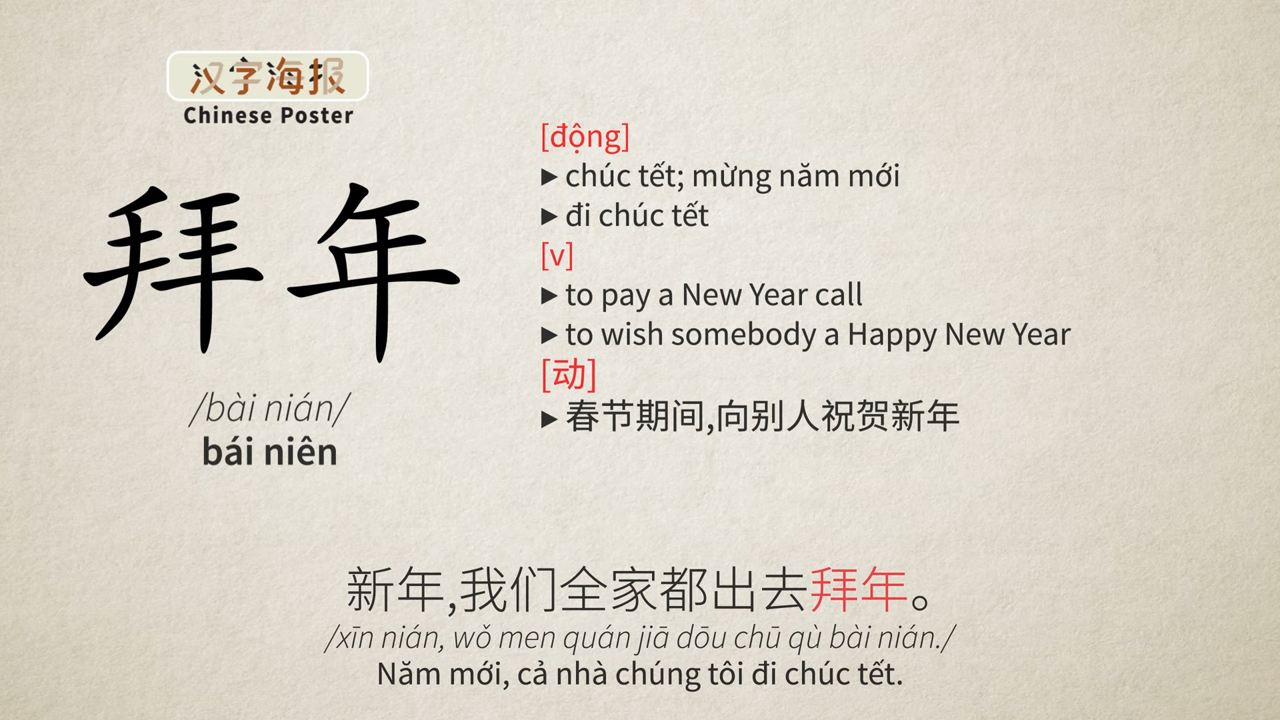 汉字海报
Chinese Poster
拜年
/bài nián/
bái niên
[động]
▸ chúc tết; mừng năm mới
▸ đi chúc tết
[v]
▸ to pay a New Year call
▸ to wish somebody a Happy New Year
[动]
▸ 春节期间,向别人祝贺新年
新年,我们全家都出去拜年。
/xīn nián, wǒ men quán jiā dōu chū qù bài nián./
Năm mới, cả nhà chúng tôi đi chúc tết.